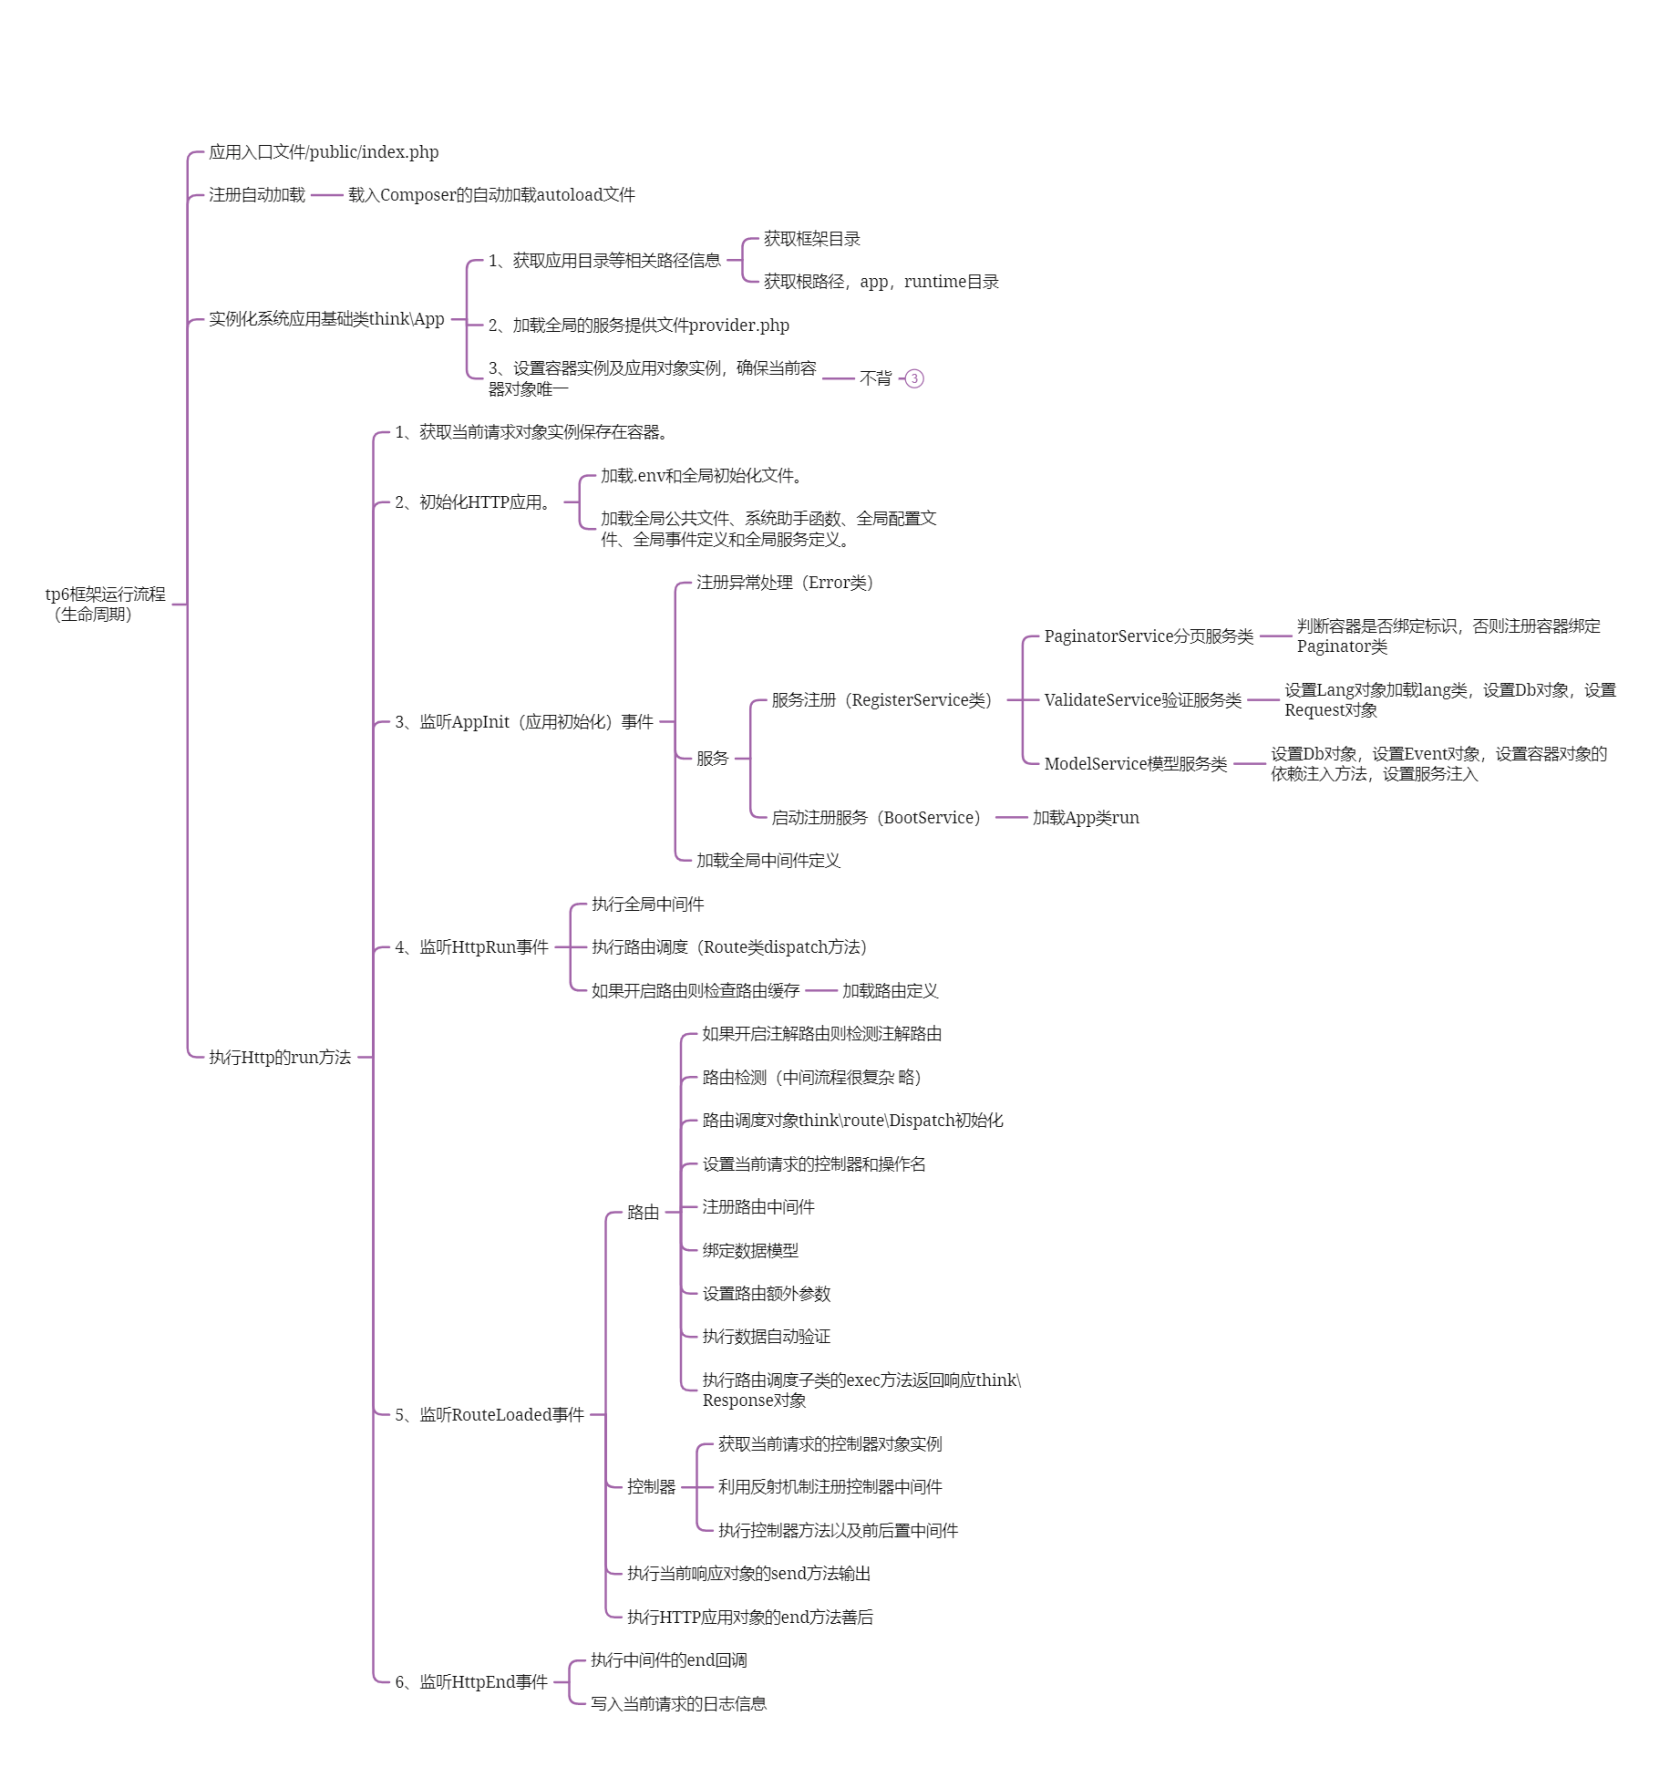 应用入口文件/public/index.php
注册自动加载
载入Composer的自动加载autoload文件
获取框架目录
1、获取应用目录等相关路径信息
获取根路径，app，runtime目录
实例化系统应用基础类think\App
2、加载全局的服务提供文件provider.php
3、设置容器实例及应用对象实例，确保当前容
器对象唯一
不背
3
1、获取当前请求对象实例保存在容器。
加载.env和全局初始化文件。
2、初始化HTTP应用。
加载全局公共文件、系统助手函数、全局配置文
件、全局事件定义和全局服务定义。
注册异常处理（Error类）
tp6框架运行流程
（生命周期）
PaginatorService分页服务类
判断容器是否绑定标识，否则注册容器绑定
Paginator类
服务注册（RegisterService类）
ValidateService验证服务类
设置Lang对象加载lang类，设置Db对象，设置
Request对象
3、监听AppInit（应用初始化）事件
服务
ModelService模型服务类
设置Db对象，设置Event对象，设置容器对象的
依赖注入方法，设置服务注入
启动注册服务（BootService）
加载App类run
加载全局中间件定义
执行全局中间件
4、监听HttpRun事件
执行路由调度（Route类dispatch方法）
如果开启路由则检查路由缓存
加载路由定义
执行Http的run方法
如果开启注解路由则检测注解路由
路由检测（中间流程很复杂 略）
路由调度对象think\route\Dispatch初始化
设置当前请求的控制器和操作名
路由
注册路由中间件
绑定数据模型
设置路由额外参数
执行数据自动验证
执行路由调度子类的exec方法返回响应think\
Response对象
5、监听RouteLoaded事件
获取当前请求的控制器对象实例
控制器
利用反射机制注册控制器中间件
执行控制器方法以及前后置中间件
执行当前响应对象的send方法输出
执行HTTP应用对象的end方法善后
执行中间件的end回调
6、监听HttpEnd事件
写入当前请求的日志信息